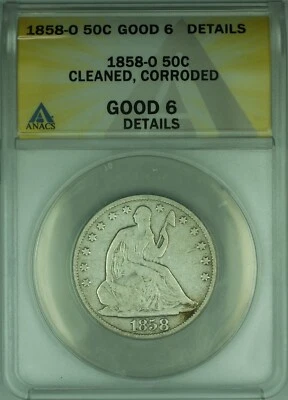 1858-O 50C GOOD 6 DETAILS
1858-O 50C
CLEANED, CORRODED
GOOD 6
DETAILS
ANACS
1858